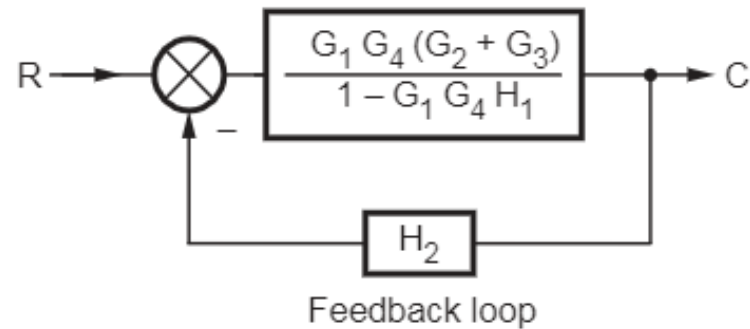 G₁ G₄ (G₂ + G₃)
R
C
1 – G₁ G₄ H₁
–
H₂
Feedback loop